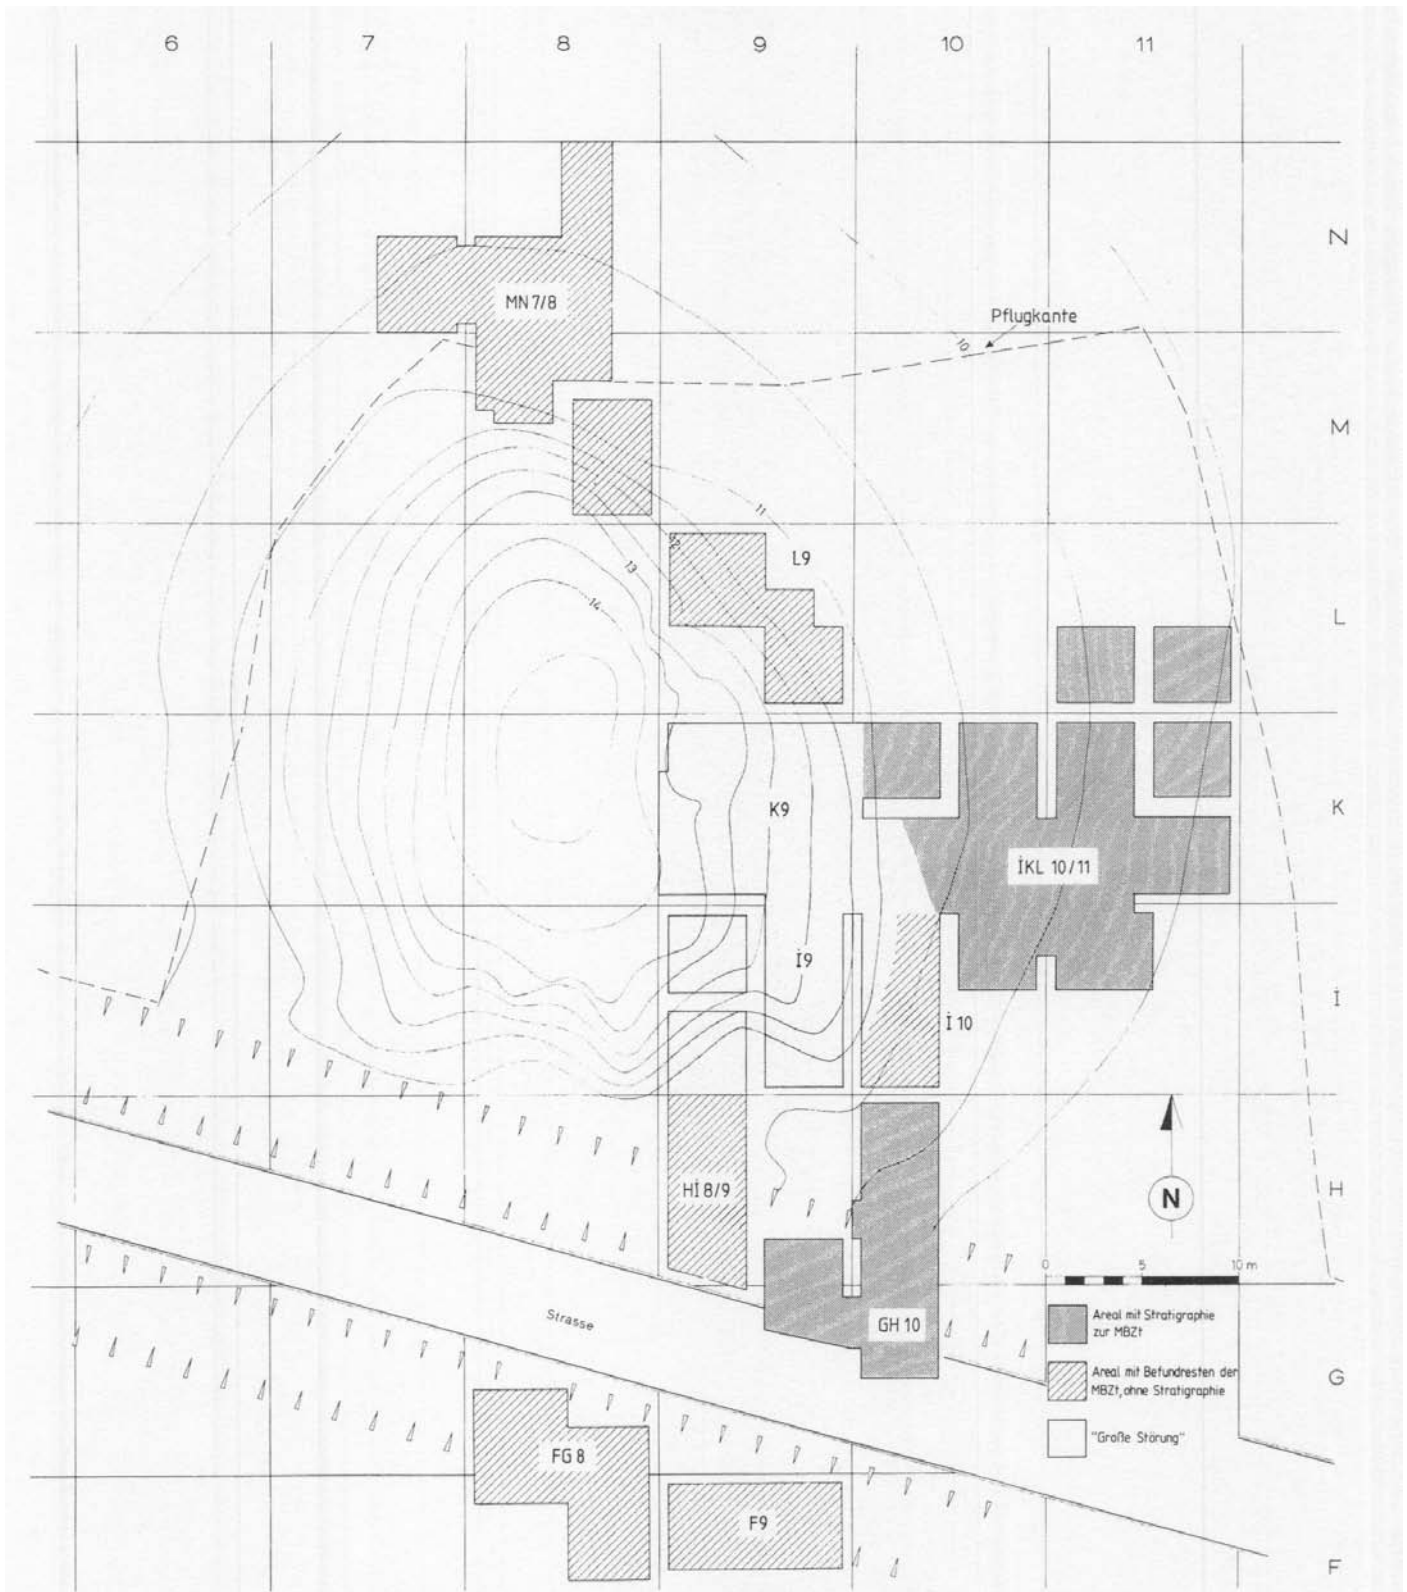 6 7 8 9 10 11
N
MN 7/8
Pflugkante
10
M
11
12
13
L9
14
L
K9
K
İKL 10/11
İ9
İ
İ 10
Hİ 8/9
H
N
0 5 10 m
Strasse
GH 10
Areal mit Stratigraphie
zur MBZt
Areal mit Befundresten der
MBZt, ohne Stratigraphie
G
"Große Störung"
FG 8
F9
F